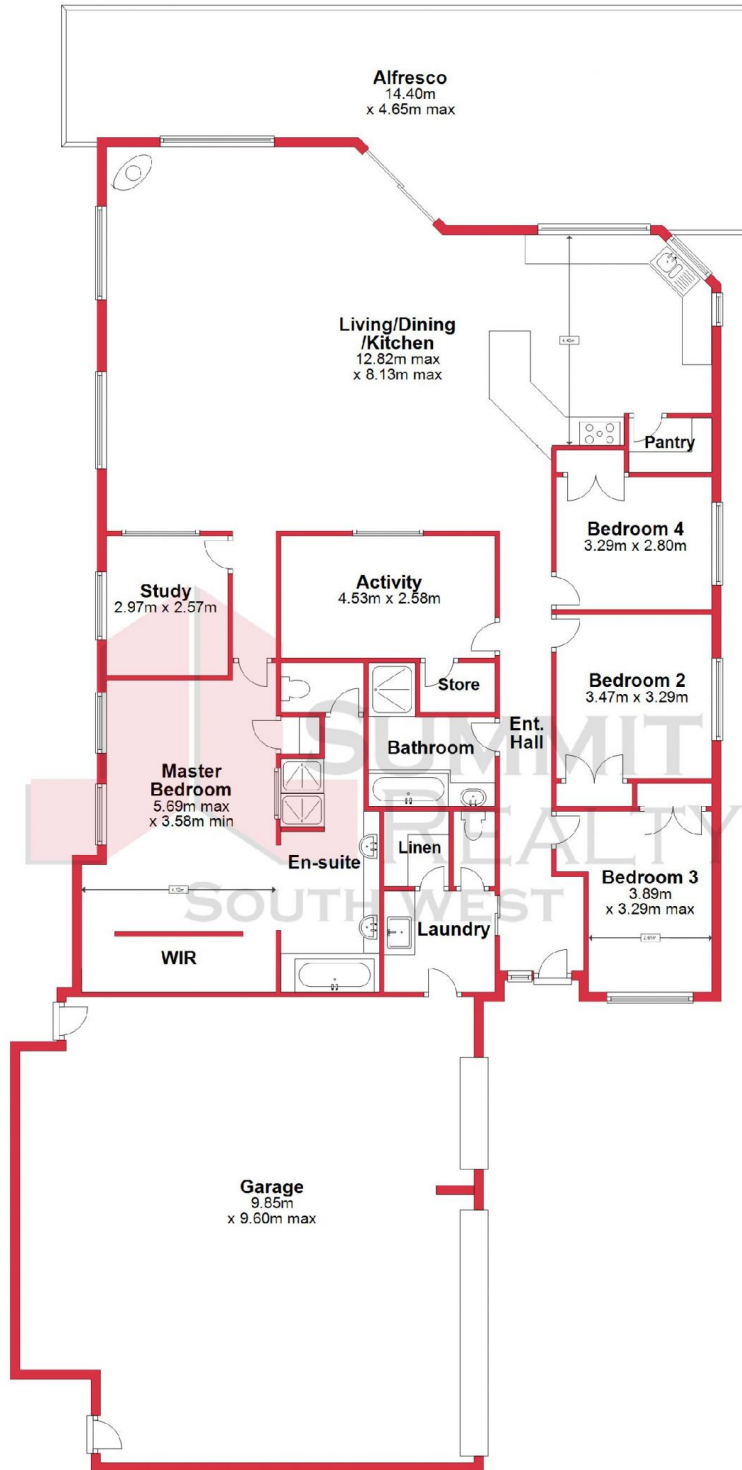 Alfresco
14.40m
x 4.65m max
Living/Dining
/Kitchen
12.82m max
x 8.13m max
Pantry
Bedroom 4
3.29m x 2.80m
Study
2.97m x 2.57m
Activity
4.53m x 2.58m
Store
Bedroom 2
3.47m x 3.29m
Ent.
Hall
Bathroom
Master
Bedroom
5.69m max
x 3.58m min
SUMMIT
REALTY
SOUTH WEST
En-suite
Linen
Bedroom 3
3.89m
x 3.29m max
Laundry
WIR
Garage
9.85m
x 9.60m max